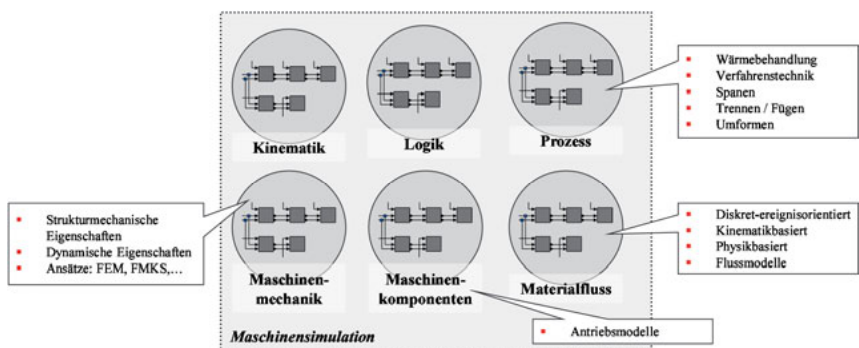 Kinematik
Logik
Prozess
Wärmebehandlung
Verfahrenstechnik
Spanen
Trennen / Fügen
Umformen
Strukturmechanische
Eigenschaften
Dynamische Eigenschaften
Ansätze: FEM, FMKS,…
Maschinen-
mechanik
Maschinen-
komponenten
Materialfluss
Diskret-ereignisorientiert
Kinematikbasiert
Physikbasiert
Flussmodelle
Antriebsmodelle
Maschinensimulation